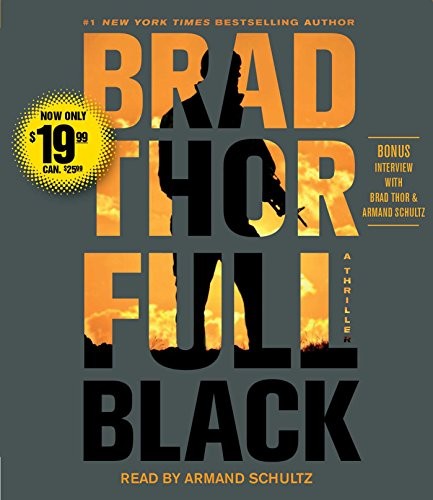 #1 NEW YORK TIMES BESTSELLING AUTHOR
BRAD
THOR
FULL
BLACK
A THRILLER
NOW ONLY
$19.99
CAN. $25.99
BONUS
INTERVIEW
WITH
BRAD THOR &
ARMAND SCHULTZ
READ BY ARMAND SCHULTZ